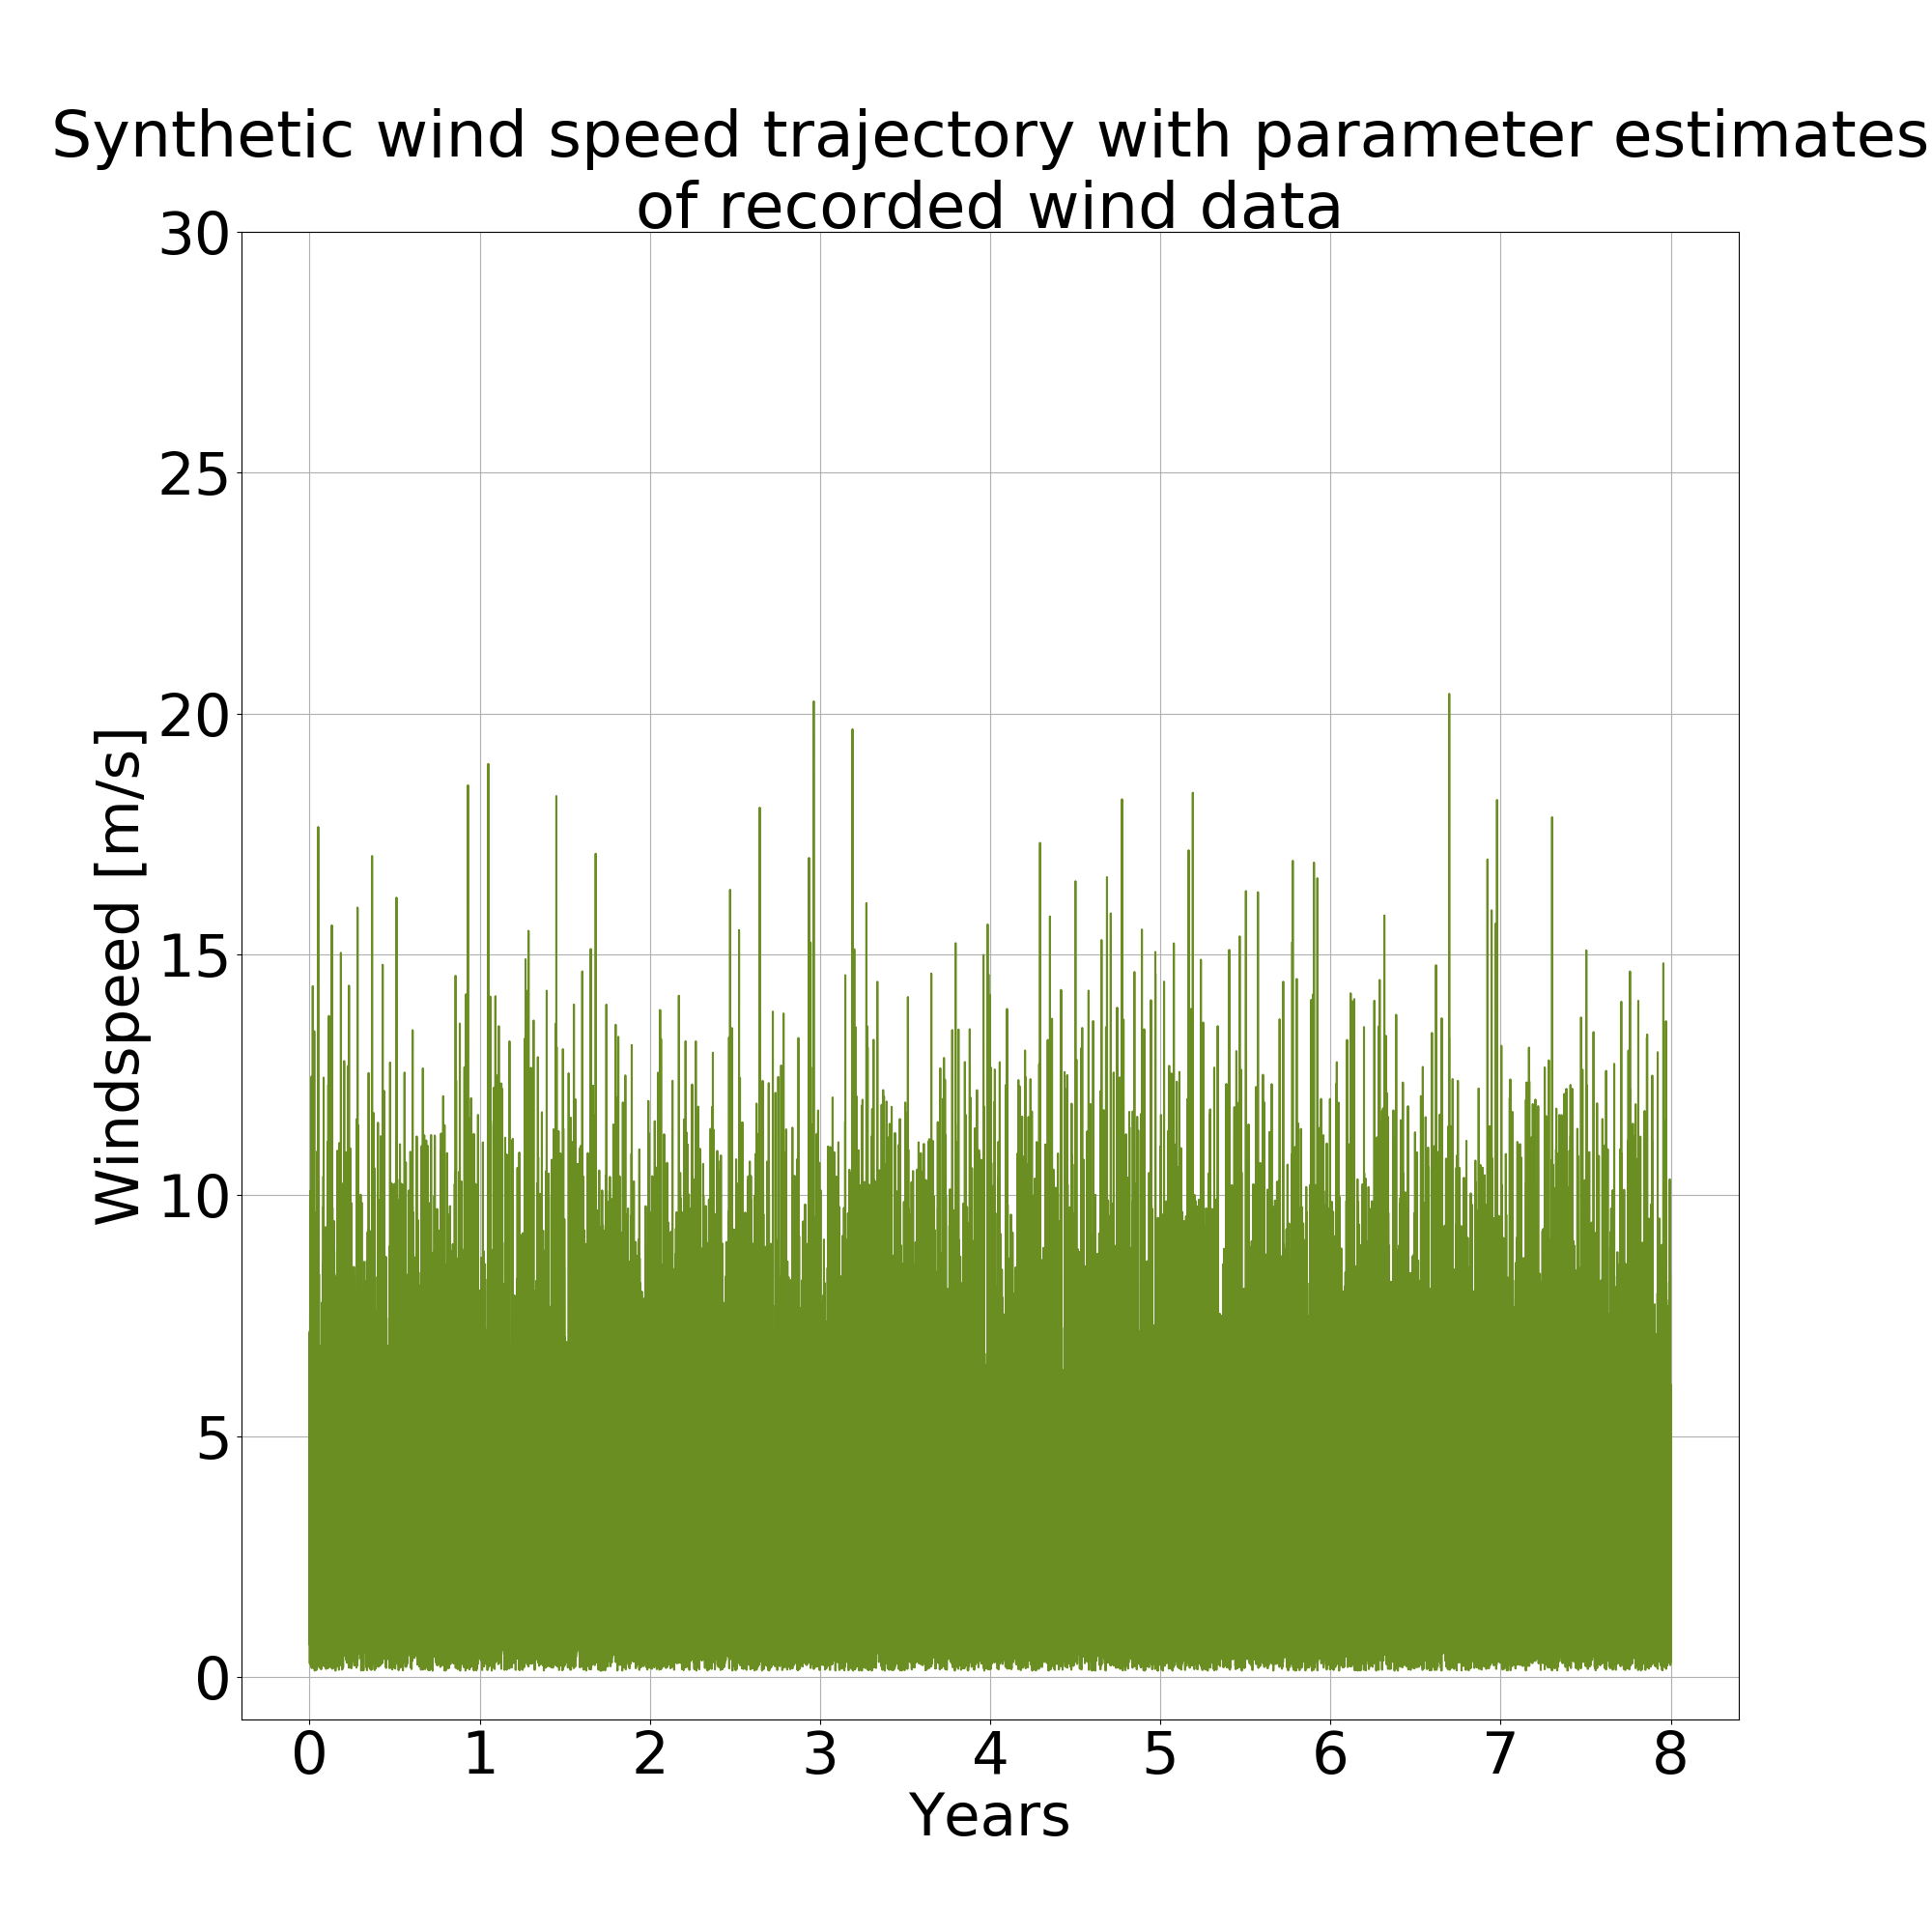 Synthetic wind speed trajectory with parameter estimates
of recorded wind data
30
25
20
15
10
5
0
Windspeed [m/s]
0 1 2 3 4 5 6 7 8
Years